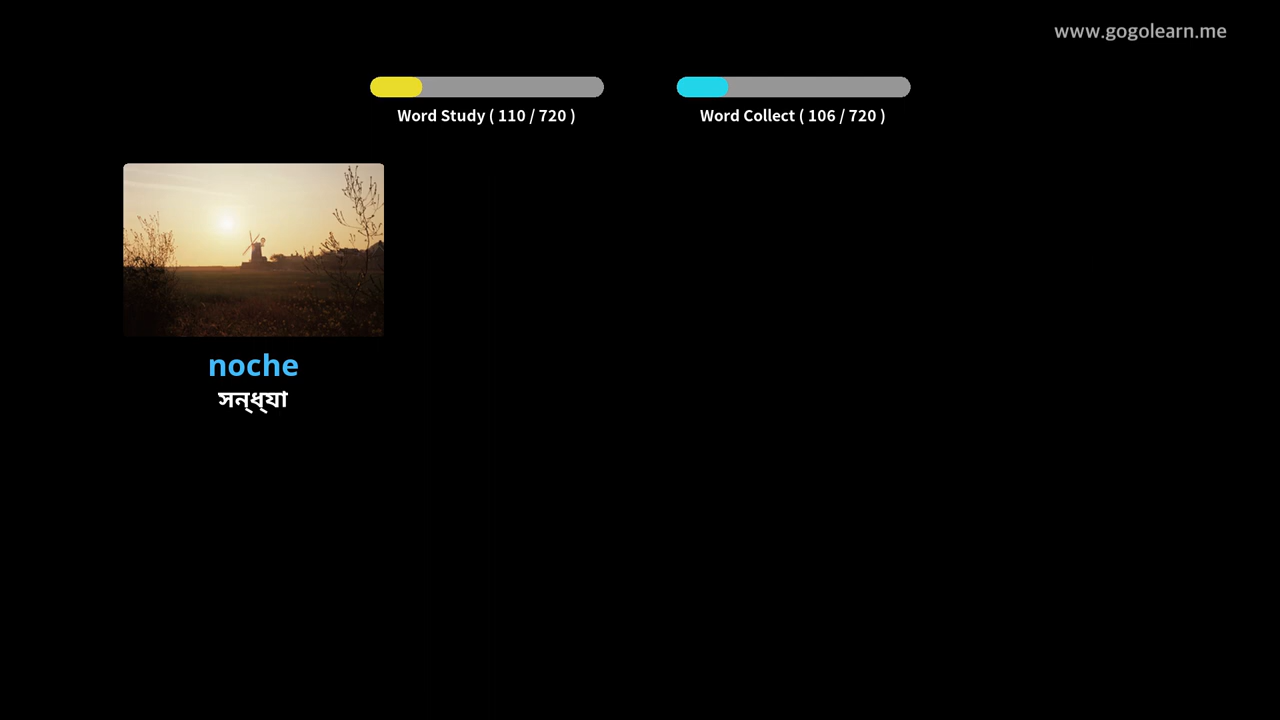 www.gogolearn.me
Word Study ( 110 / 720 )
Word Collect ( 106 / 720 )
noche
সন্ধ্যা